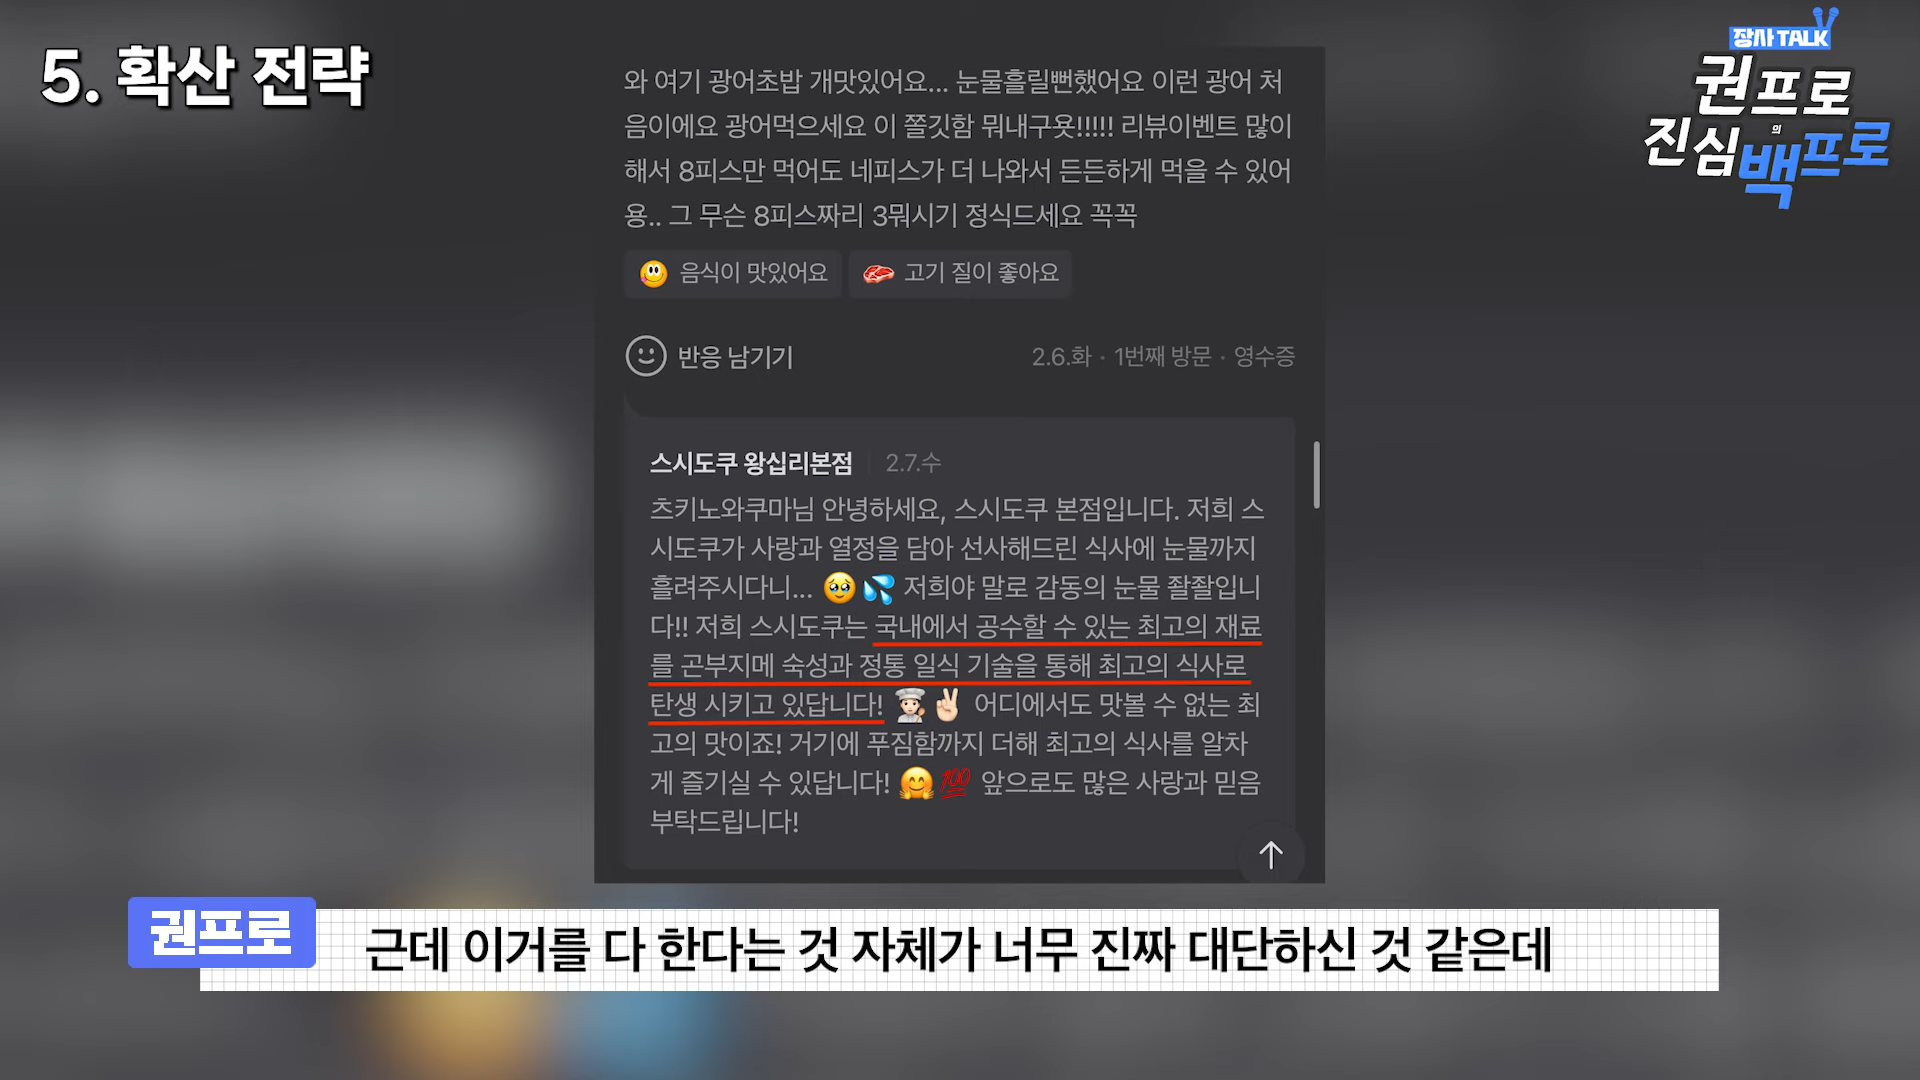 5. 확산 전략
장사 TALK
권프로
진심의 백프로
와 여기 광어초밥 개맛있어요... 눈물흘릴뻔했어요 이런 광어 처
음이에요 광어먹으세요 이 쫄깃함 뭐내구욧!!!!! 리뷰이벤트 많이
해서 8피스만 먹어도 네피스가 더 나와서 든든하게 먹을 수 있어
용.. 그 무슨 8피스짜리 3뭐시기 정식드세요 꼭꼭
음식이 맛있어요 고기 질이 좋아요
반응 남기기 2.6.화 · 1번째 방문 · 영수증
스시도쿠 왕십리본점 2.7.수
츠키노와쿠마님 안녕하세요, 스시도쿠 본점입니다. 저희 스
시도쿠가 사랑과 열정을 담아 선사해드린 식사에 눈물까지
흘려주시다니... 🥹💦 저희야 말로 감동의 눈물 좔좔입니
다!! 저희 스시도쿠는 국내에서 공수할 수 있는 최고의 재료
를 곤부지메 숙성과 정통 일식 기술을 통해 최고의 식사로
탄생 시키고 있답니다! 🧑🏻‍🍳✌🏻 어디에서도 맛볼 수 없는 최
고의 맛이죠! 거기에 푸짐함까지 더해 최고의 식사를 알차
게 즐기실 수 있답니다! 🤗💯 앞으로도 많은 사랑과 믿음
부탁드립니다!
권프로
근데 이거를 다 한다는 것 자체가 너무 진짜 대단하신 것 같은데